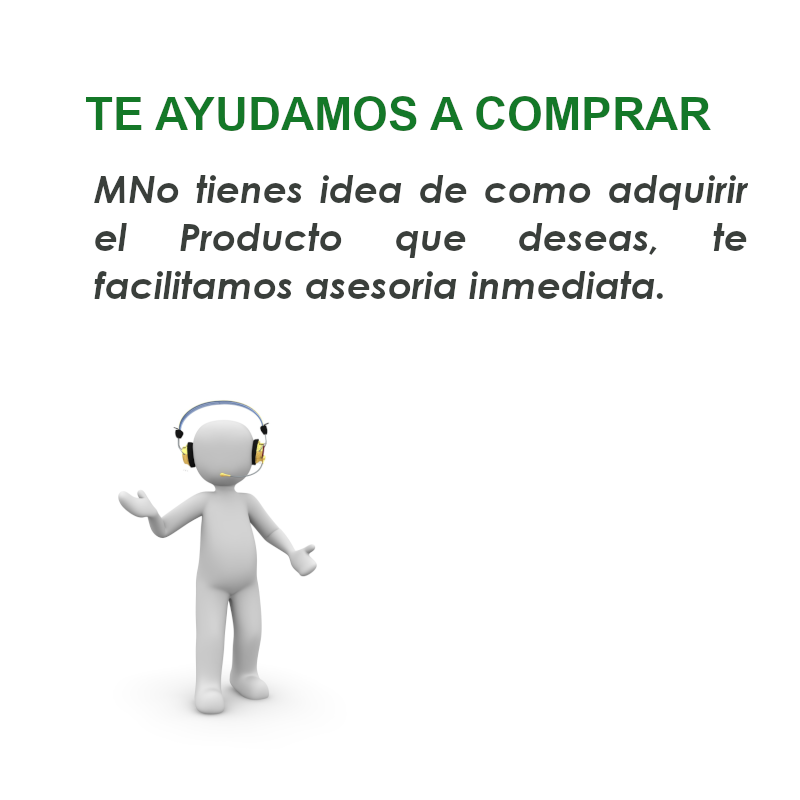 TE AYUDAMOS A COMPRAR
MNo tienes idea de como adquirir
el Producto que deseas, te
facilitamos asesoria inmediata.